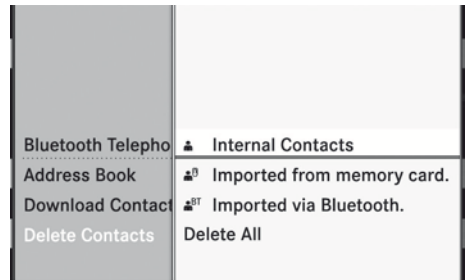 Bluetooth Telepho
Address Book
Download Contact
Delete Contacts
Internal Contacts
Imported from memory card.
BT Imported via Bluetooth.
Delete All